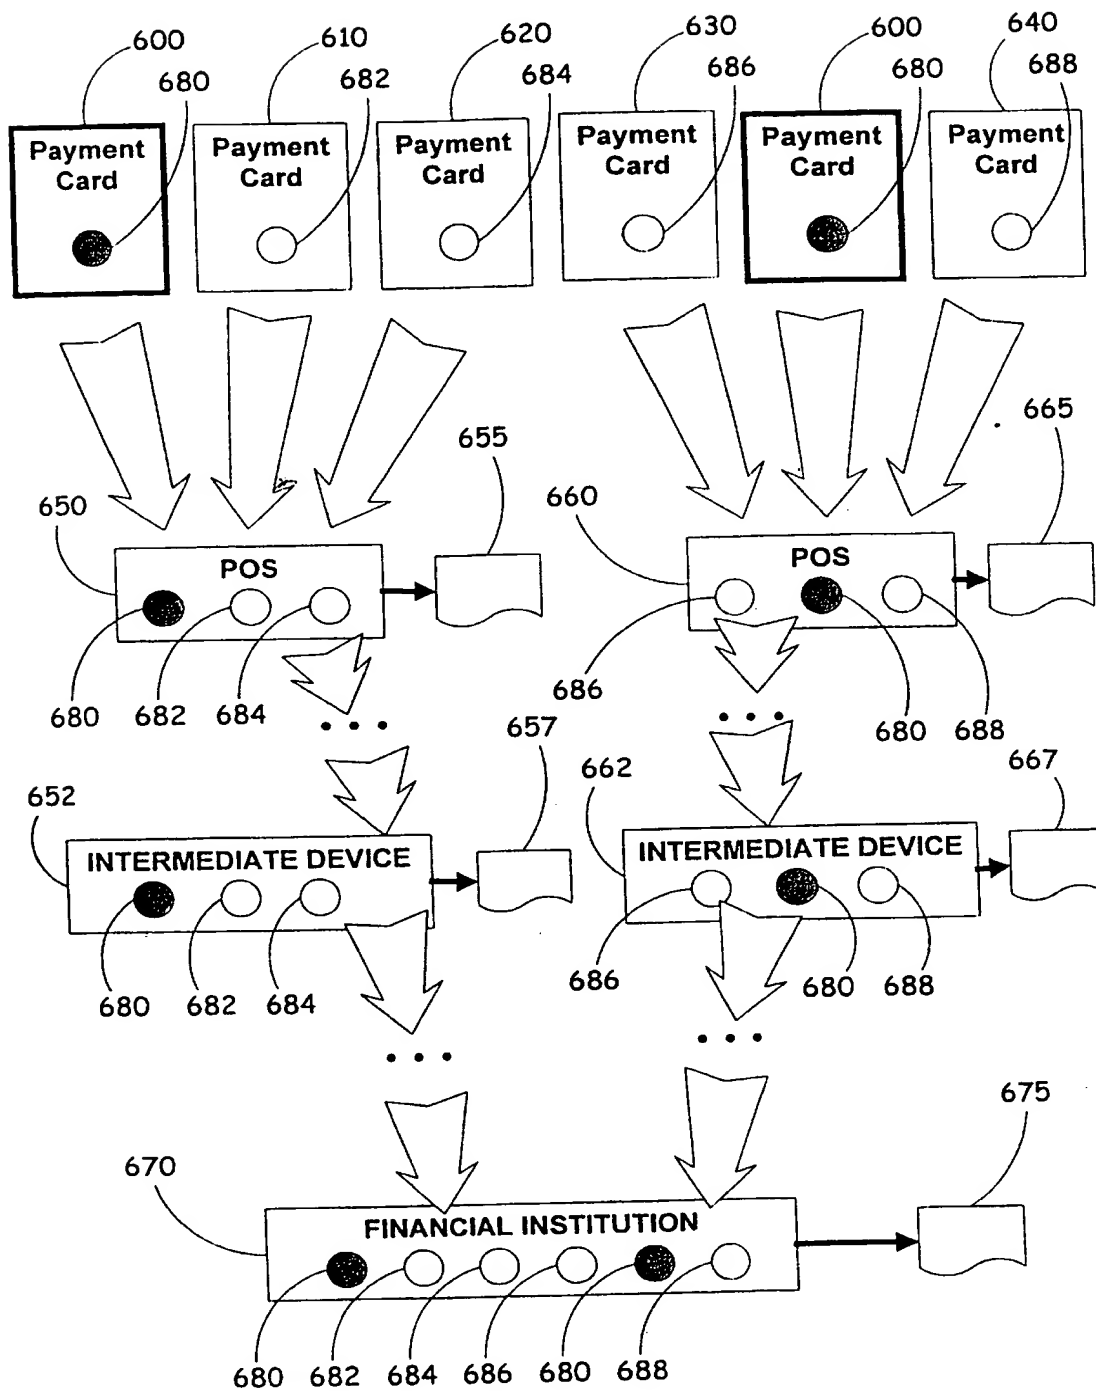 600 610 620 630 600 640
680 682 684 686 680 688
Payment Card
Payment Card
Payment Card
Payment Card
Payment Card
Payment Card
655 665
650 660
POS
POS
680 682 684 686 680 688
. . .
. . .
657 667
652 662
INTERMEDIATE DEVICE
INTERMEDIATE DEVICE
680 682 684 686 680 688
. . .
. . .
675
670
FINANCIAL INSTITUTION
680 682 684 686 680 688